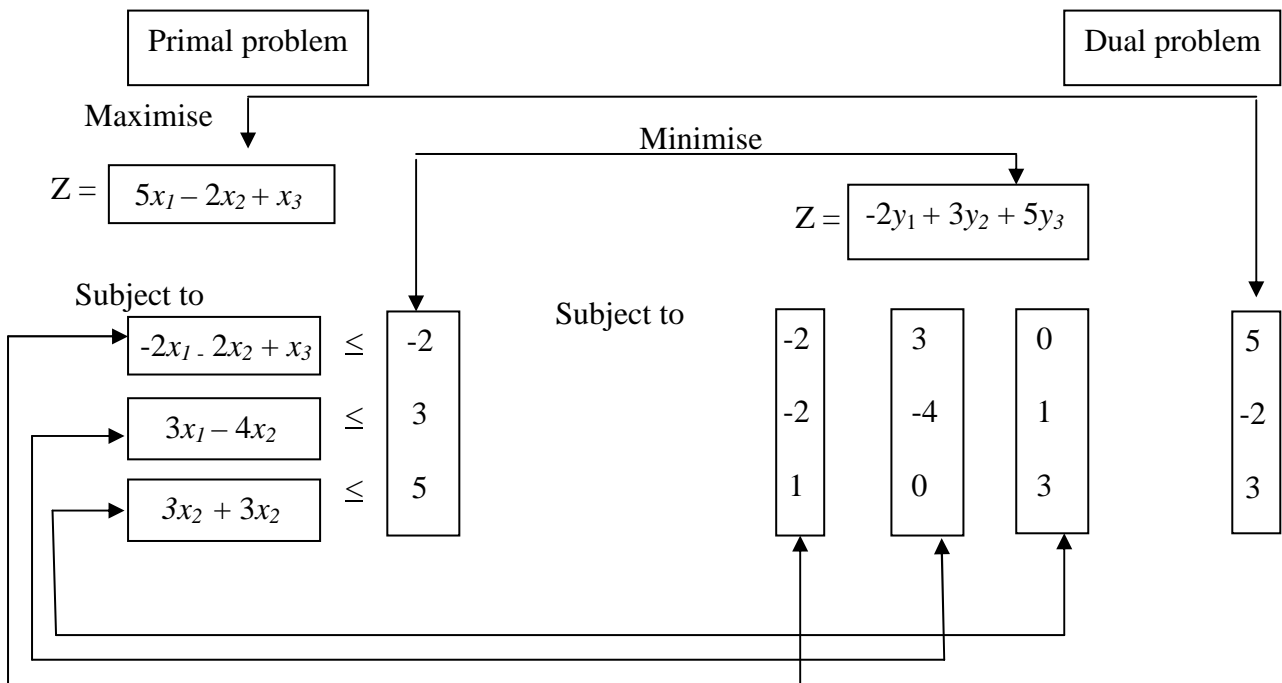 Primal problem
Dual problem
Maximise
Minimise
Z = 5x₁ – 2x₂ + x₃
Z = -2y₁ + 3y₂ + 5y₃
Subject to
Subject to
-2x₁ - 2x₂ + x₃ ≤ -2
-2 3 0 5
3x₁ – 4x₂ ≤ 3
-2 -4 1 -2
3x₂ + 3x₂ ≤ 5
1 0 3 3